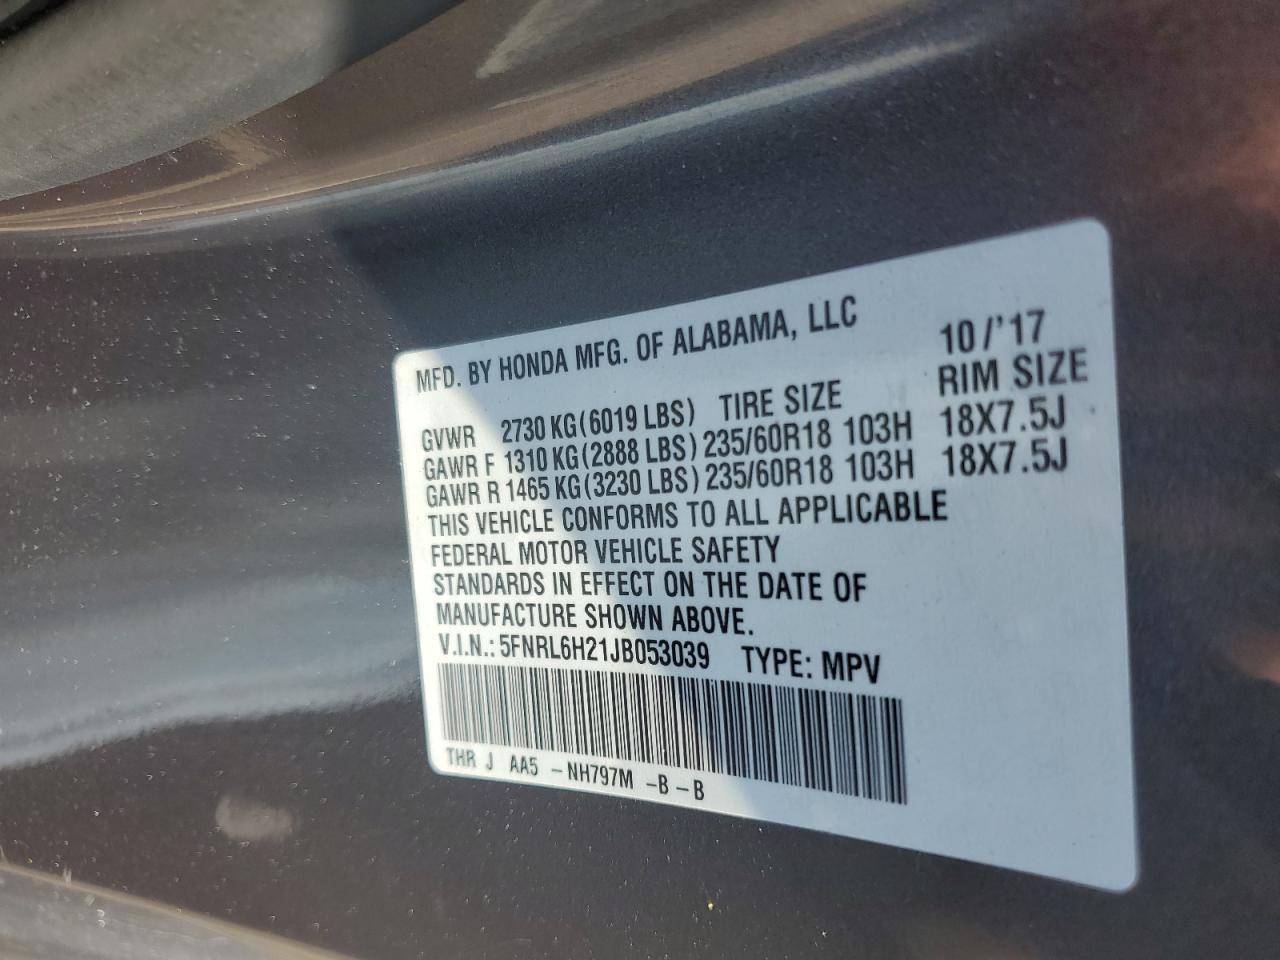 MFD. BY HONDA MFG. OF ALABAMA, LLC 10/'17
GVWR 2730 KG(6019 LBS) TIRE SIZE RIM SIZE
GAWR F 1310 KG(2888 LBS) 235/60R18 103H 18X7.5J
GAWR R 1465 KG(3230 LBS) 235/60R18 103H 18X7.5J
THIS VEHICLE CONFORMS TO ALL APPLICABLE
FEDERAL MOTOR VEHICLE SAFETY
STANDARDS IN EFFECT ON THE DATE OF
MANUFACTURE SHOWN ABOVE.
V.I.N.: 5FNRL6H21JB053039 TYPE: MPV
THR J AA5 -NH797M -B-B